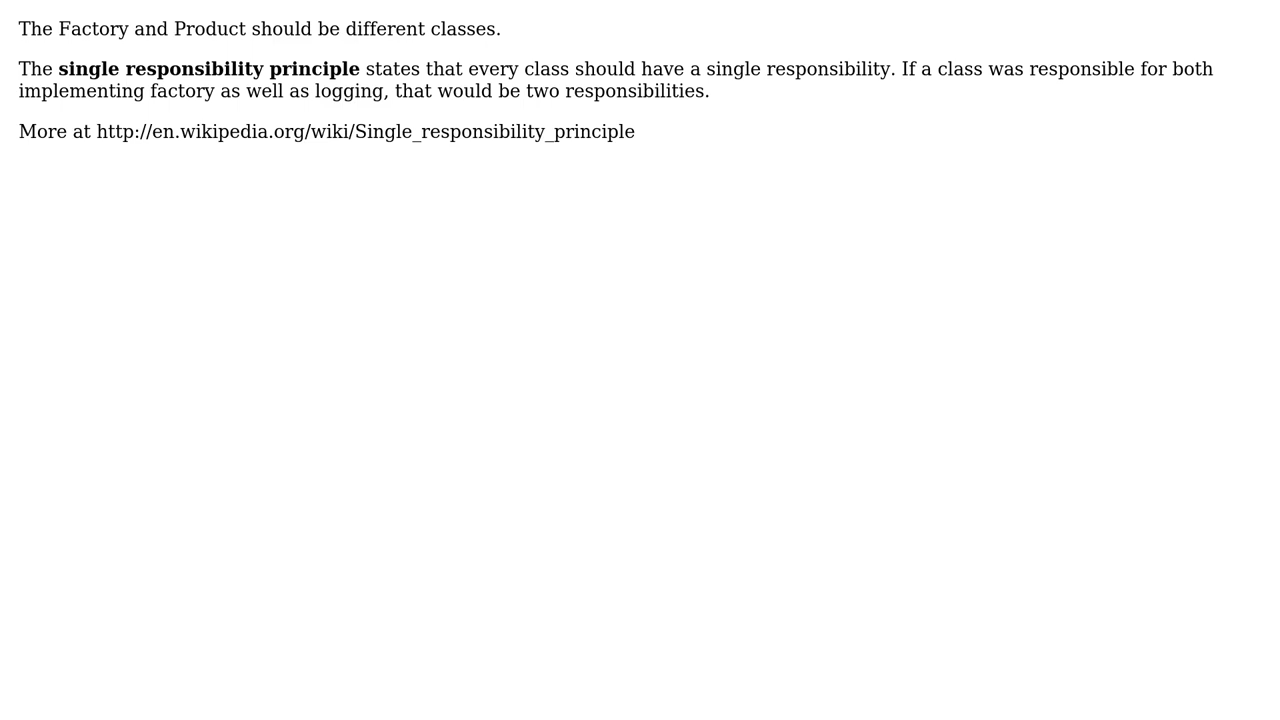 The Factory and Product should be different classes.
The single responsibility principle states that every class should have a single responsibility. If a class was responsible for both
implementing factory as well as logging, that would be two responsibilities.
More at http://en.wikipedia.org/wiki/Single_responsibility_principle